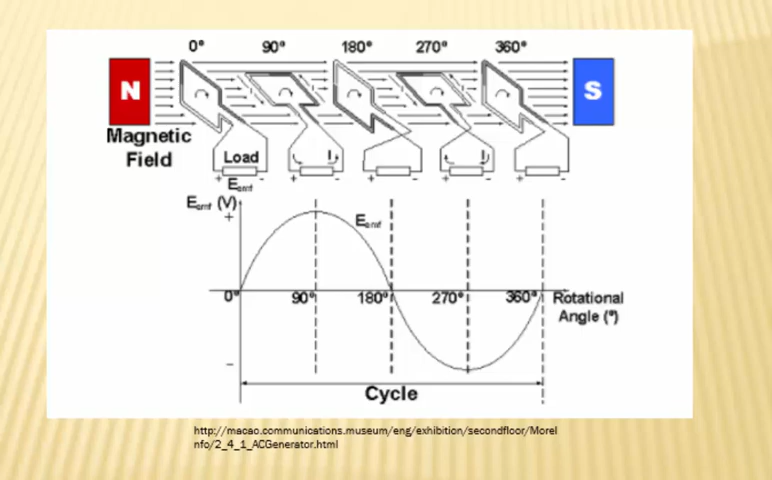 0° 90° 180° 270° 360°
N S
Magnetic
Field
Load I I
+ - + - + - + - + -
Eemf
Eemf (V)
+
Eemf
0° 90° 180° 270° 360° Rotational
Angle (°)
-
Cycle
http://macao.communications.museum/eng/exhibition/secondfloor/MoreI
nfo/2_4_1_ACGenerator.html